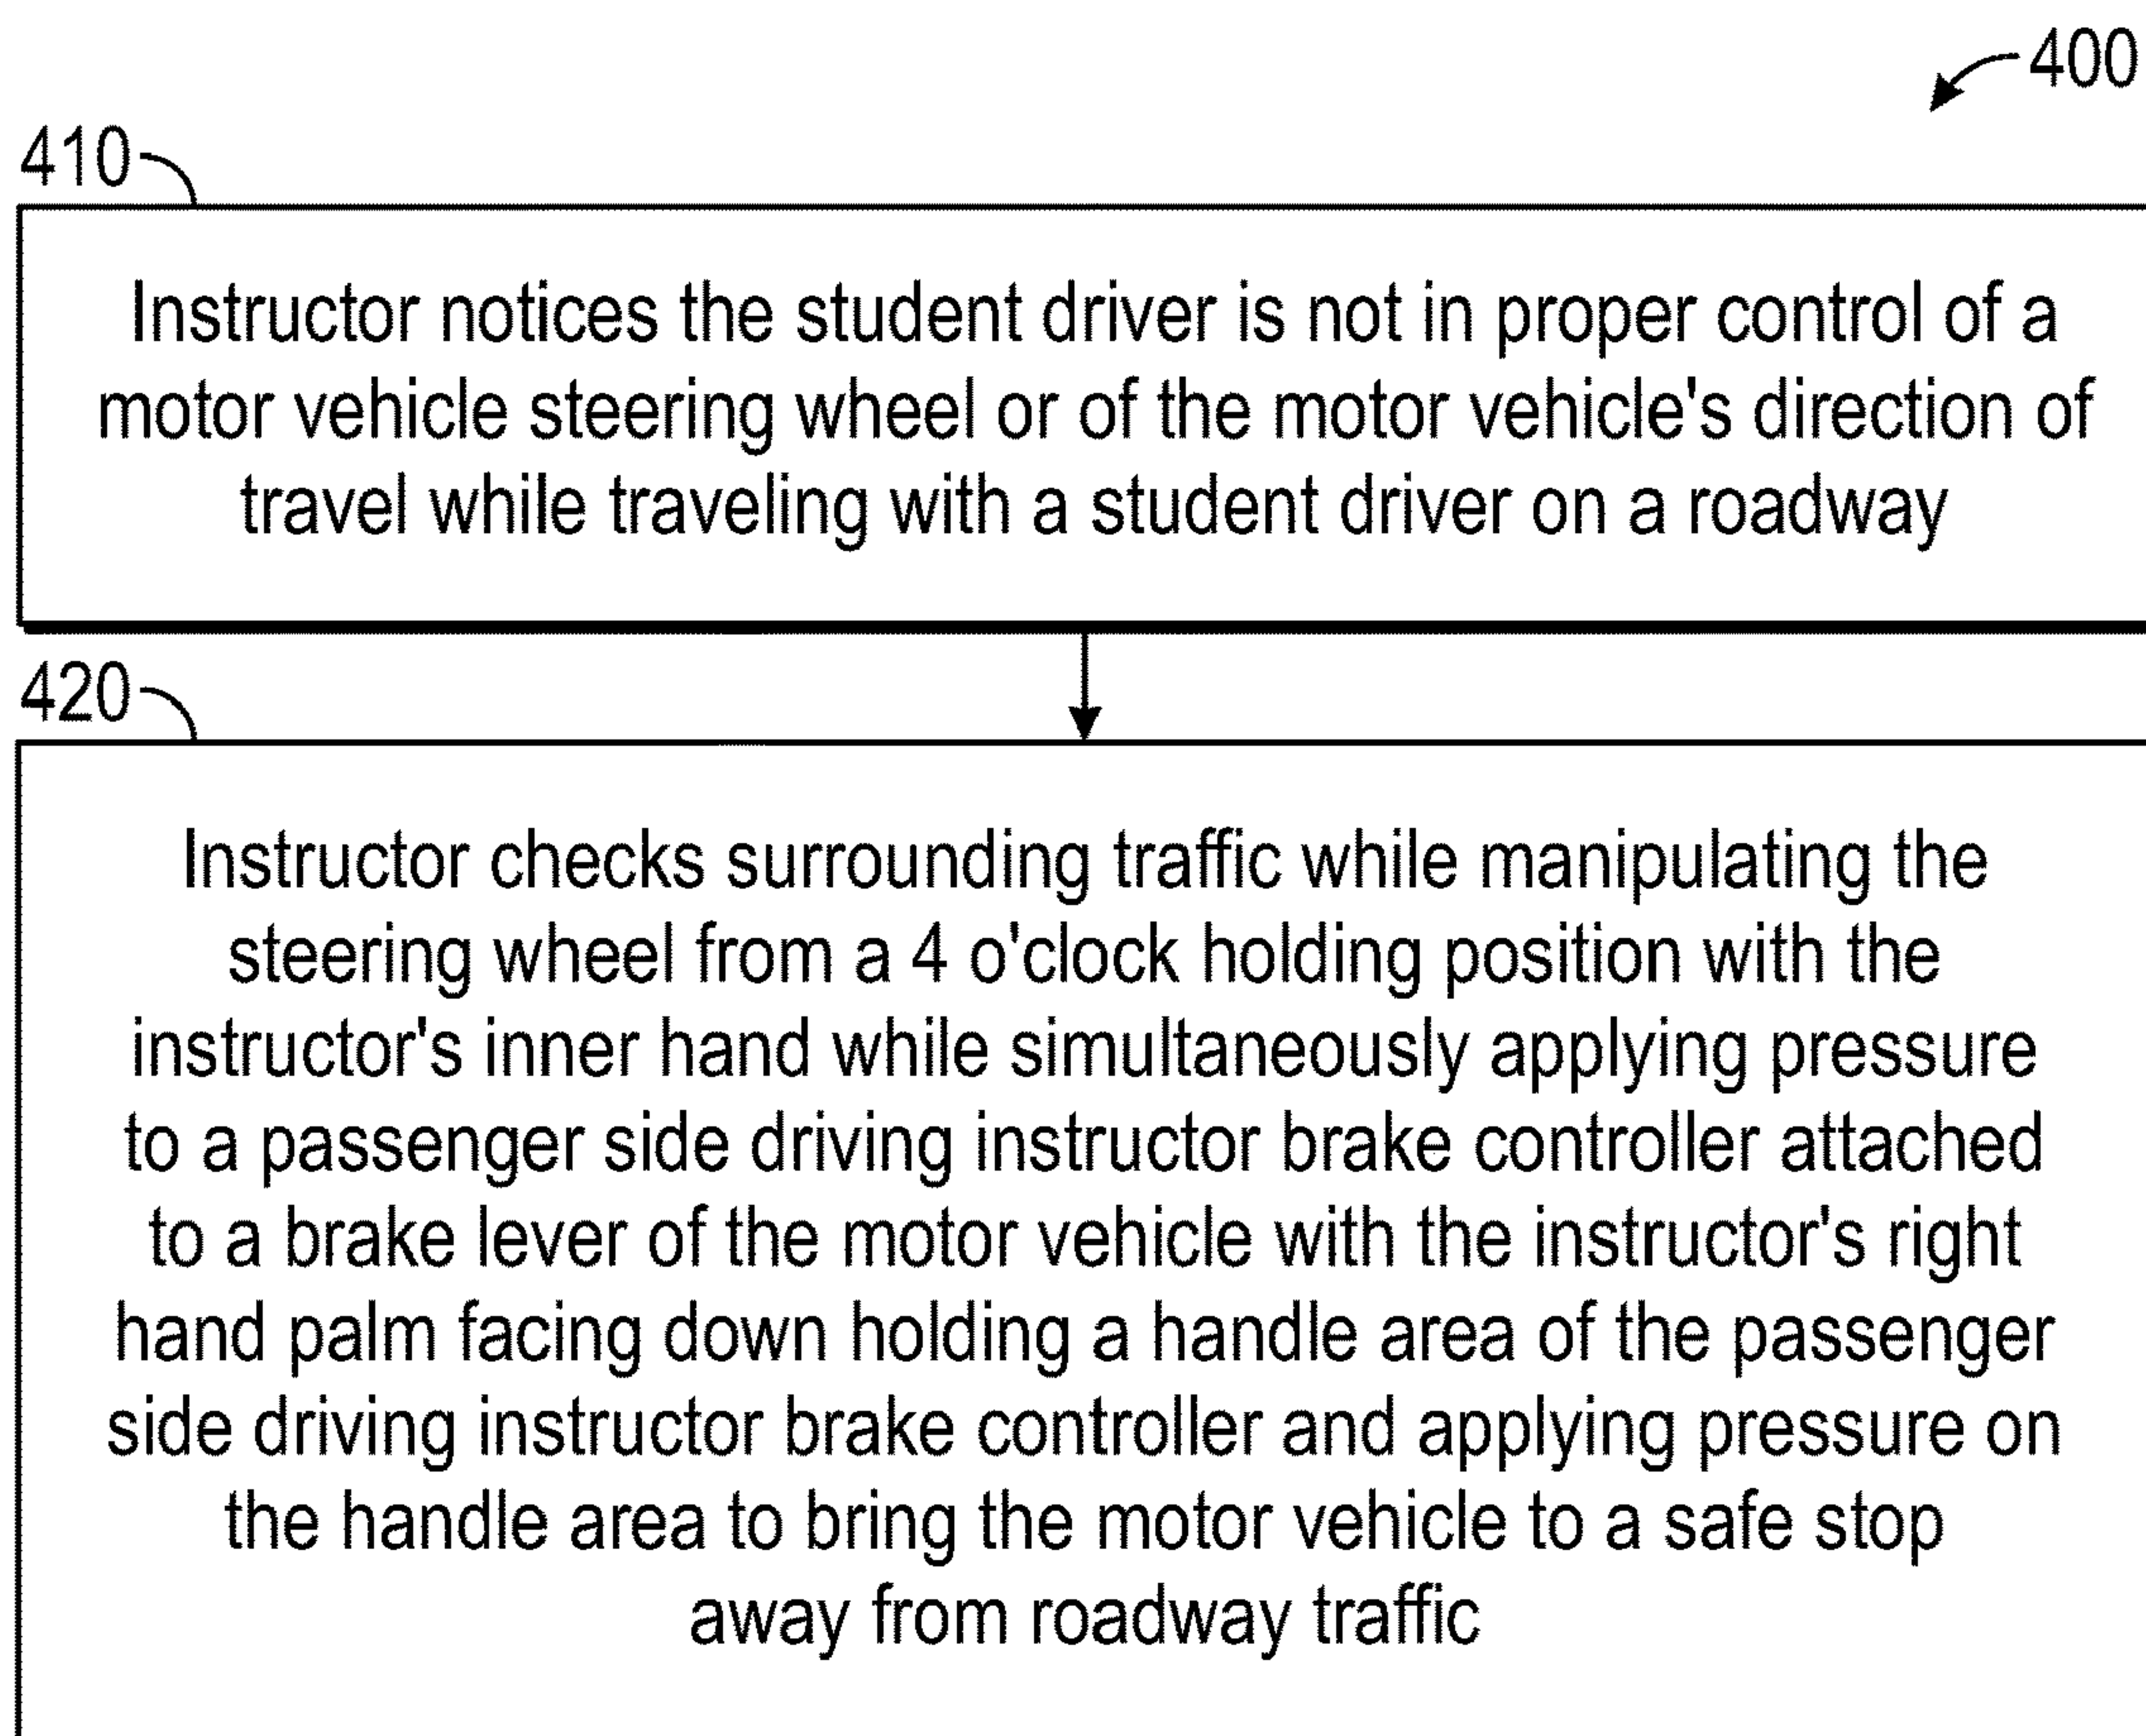 400
410
Instructor notices the student driver is not in proper control of a
motor vehicle steering wheel or of the motor vehicle's direction of
travel while traveling with a student driver on a roadway
420
Instructor checks surrounding traffic while manipulating the
steering wheel from a 4 o'clock holding position with the
instructor's inner hand while simultaneously applying pressure
to a passenger side driving instructor brake controller attached
to a brake lever of the motor vehicle with the instructor's right
hand palm facing down holding a handle area of the passenger
side driving instructor brake controller and applying pressure on
the handle area to bring the motor vehicle to a safe stop
away from roadway traffic